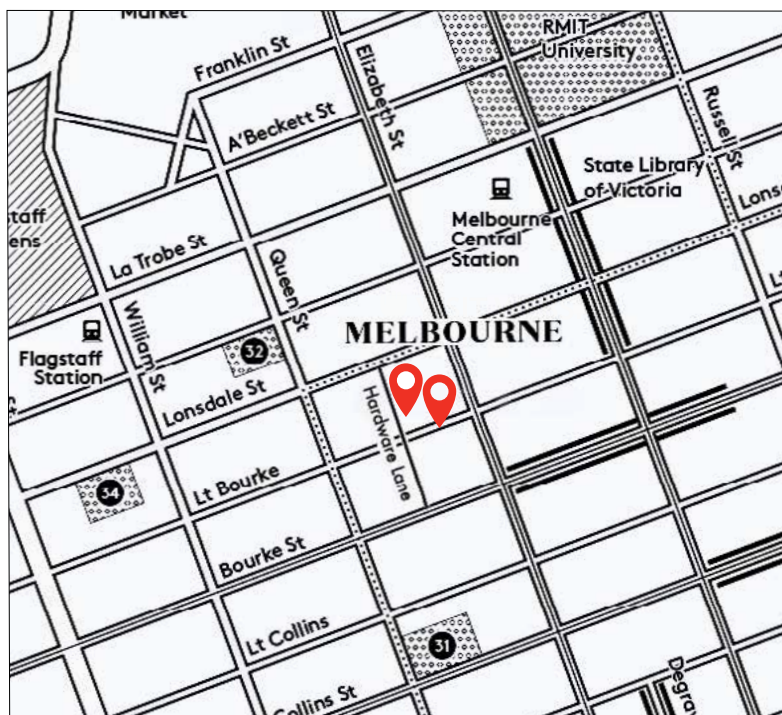 Market
Franklin St
RMIT
University
Elizabeth St
A'Beckett St
Russell St
State Library
of Victoria
Melbourne
Central
Station
La Trobe St
Queen St
William St
Flagstaff
Station
MELBOURNE
32
Lonsdale St
Hardware Lane
34
Lt Bourke
Bourke St
Lt Collins
31
Collins St